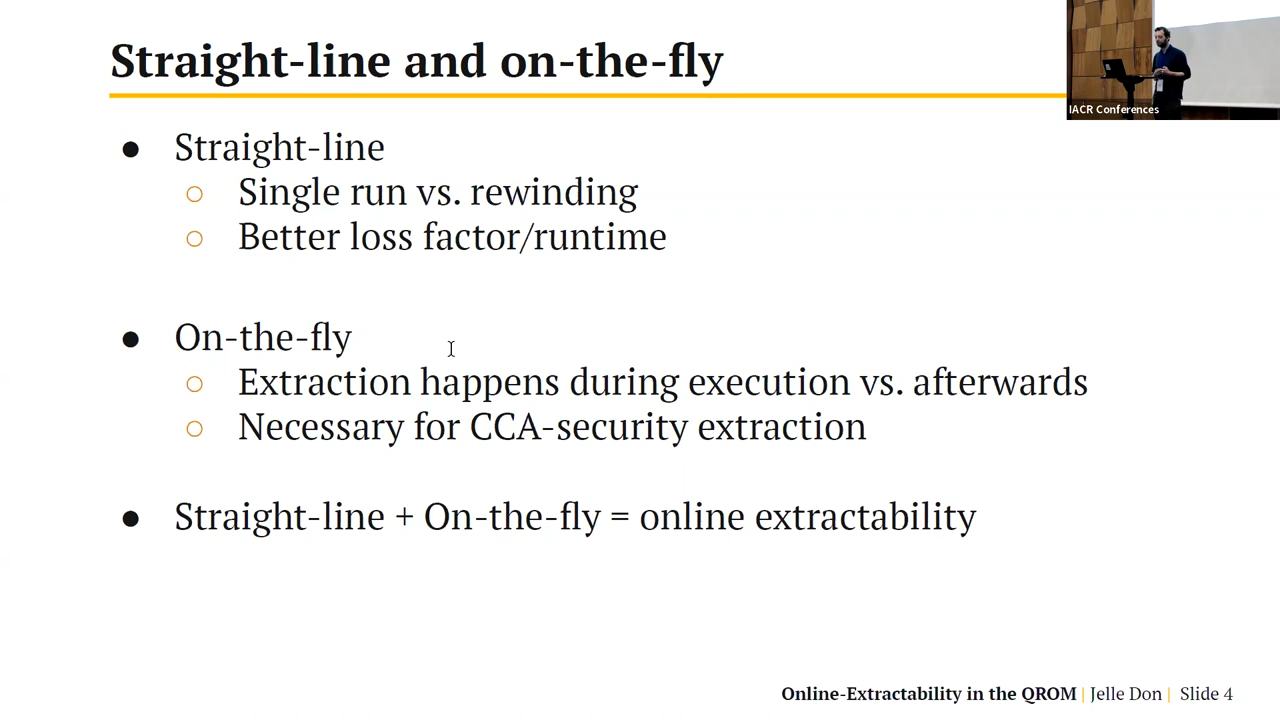 Straight-line and on-the-fly
IACR Conferences
● Straight-line
○ Single run vs. rewinding
○ Better loss factor/runtime
● On-the-fly
○ Extraction happens during execution vs. afterwards
○ Necessary for CCA-security extraction
● Straight-line + On-the-fly = online extractability
Online-Extractability in the QROM | Jelle Don | Slide 4